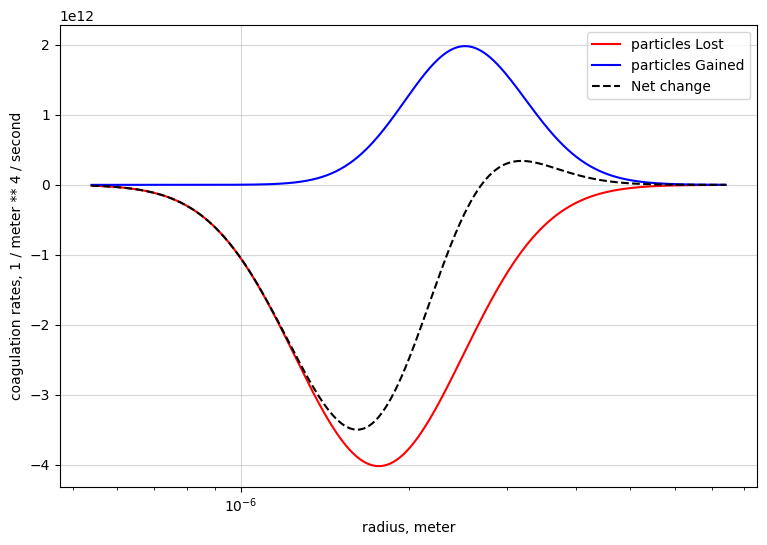 1e12
particles Lost
particles Gained
Net change
2
1
0
−1
−2
−3
−4
coagulation rates, 1 / meter ** 4 / second
10⁻⁶
radius, meter